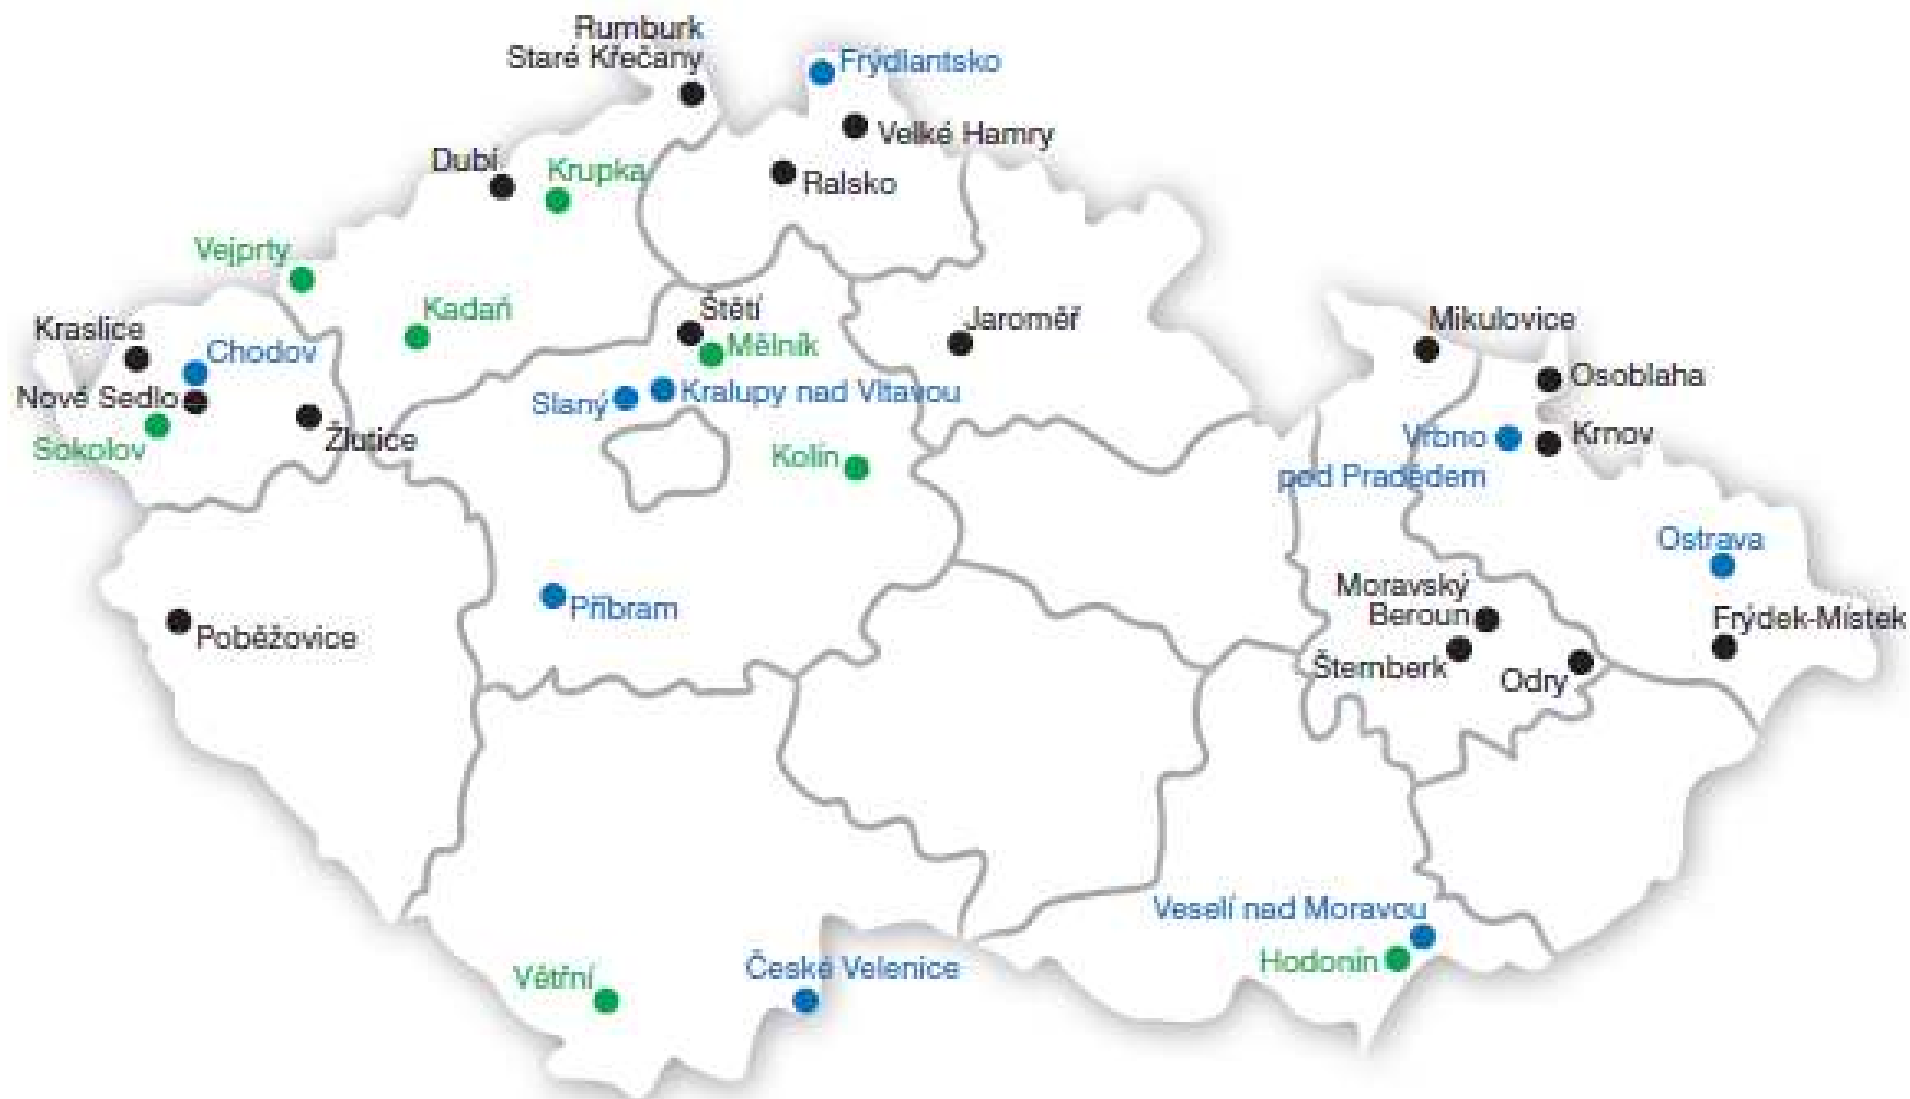 Rumburk
Staré Křečany
Frýdlantsko
Velké Hamry
Dubí
Krupka
Ralsko
Vejprty
Kadaň
Štětí
Jaroměř
Mikulovice
Kraslice
Chodov
Mělník
Osoblaha
Nové Sedlo
Slaný
Kralupy nad Vltavou
Žlutice
Sokolov
Kolín
Vrbno
pod Pradědem
Krnov
Ostrava
Příbram
Poběžovice
Moravský
Beroun
Frýdek-Místek
Šternberk
Odry
Veselí nad Moravou
Větřní
České Velenice
Hodonín